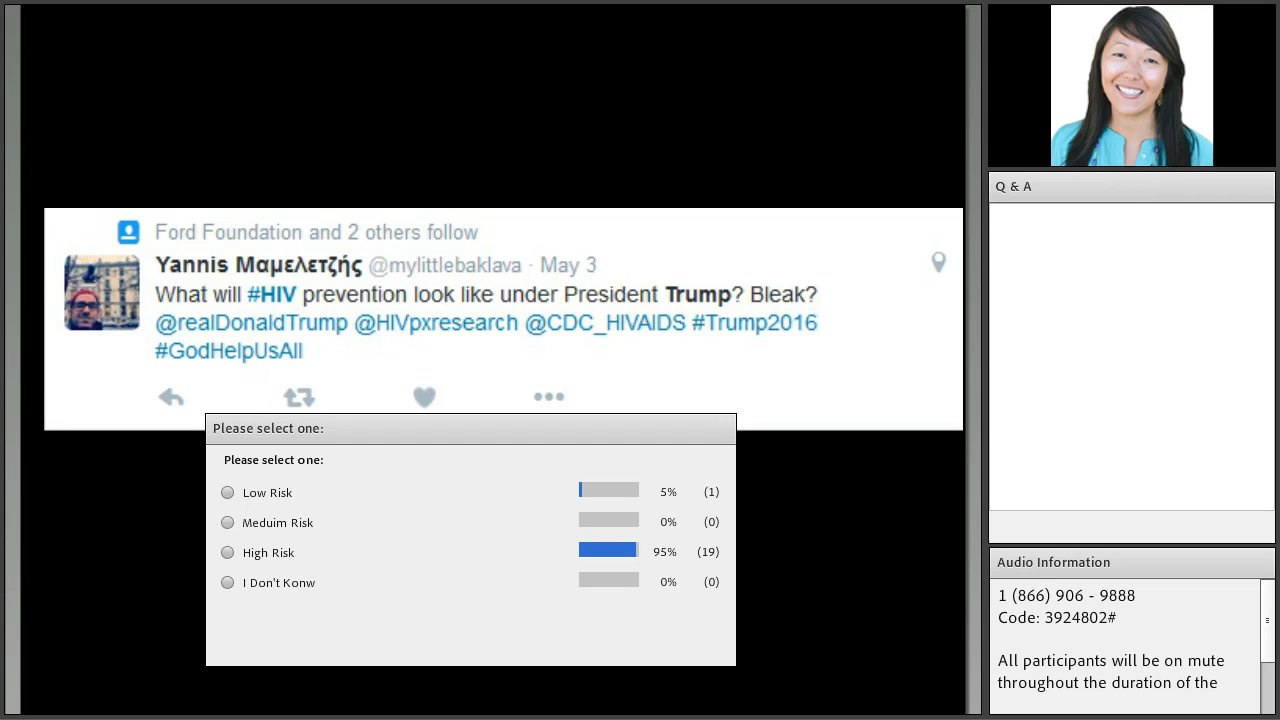 Ford Foundation and 2 others follow
Yannis Μαμελετζής @mylittlebaklava · May 3
What will #HIV prevention look like under President Trump? Bleak?
@realDonaldTrump @HIVpxresearch @CDC_HIVAIDS #Trump2016
#GodHelpUsAll
Please select one:
Please select one:
Low Risk 5% (1)
Meduim Risk 0% (0)
High Risk 95% (19)
I Don't Konw 0% (0)
Q & A
Audio Information
1 (866) 906 - 9888
Code: 3924802#
All participants will be on mute
throughout the duration of the